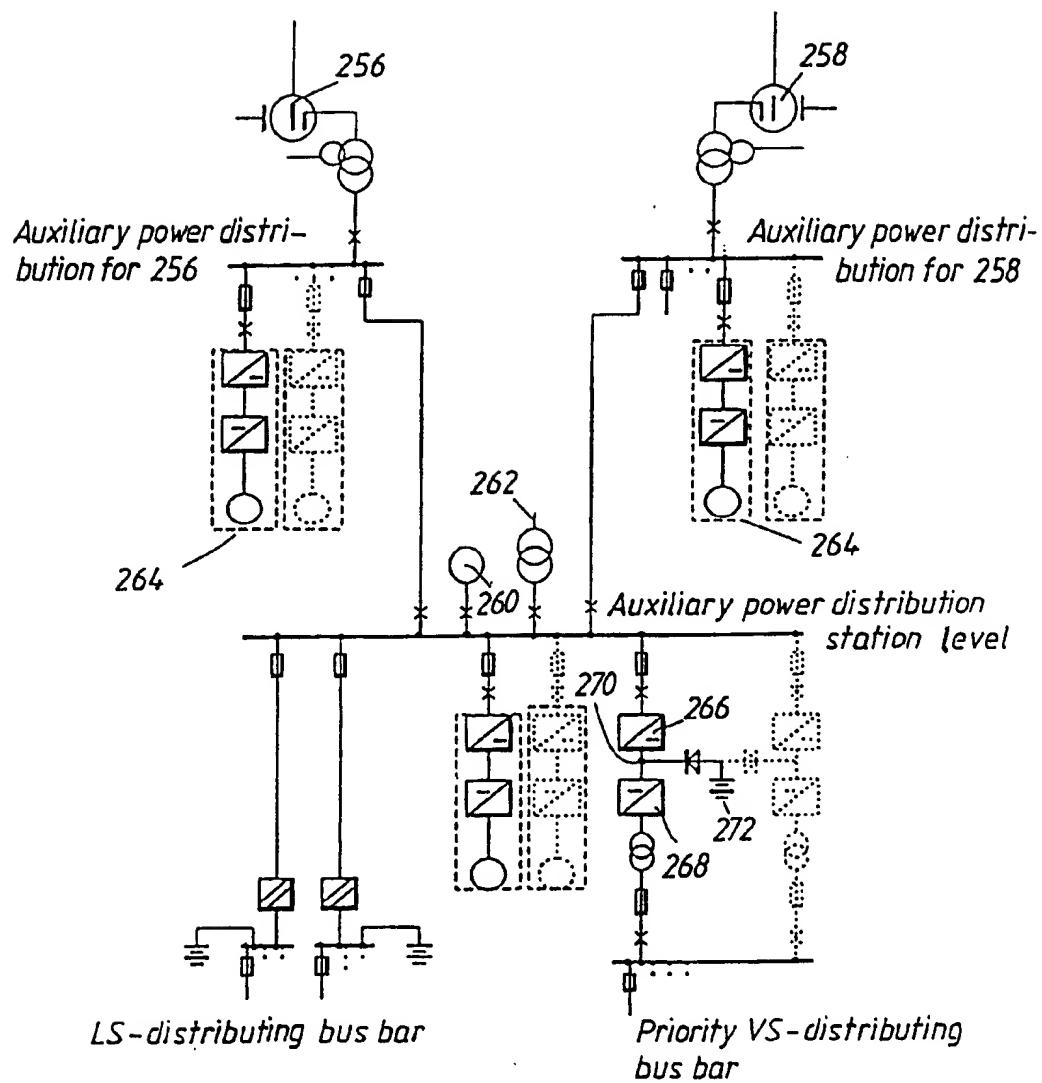 256
258
Auxiliary power distri-
bution for 256
Auxiliary power distri-
bution for 258
262
264
264
260
Auxiliary power distribution
station level
270
266
272
268
LS-distributing bus bar
Priority VS-distributing
bus bar